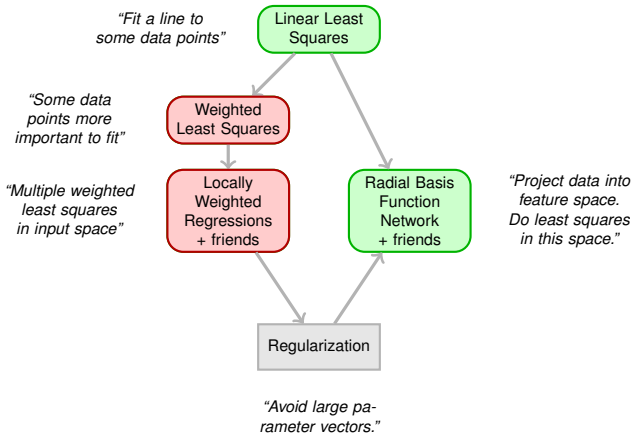 “Fit a line to
some data points”
Linear Least
Squares
“Some data
points more
important to fit”
Weighted
Least Squares
“Multiple weighted
least squares
in input space”
Locally
Weighted
Regressions
+ friends
Radial Basis
Function
Network
+ friends
“Project data into
feature space.
Do least squares
in this space.”
Regularization
“Avoid large pa-
rameter vectors.”